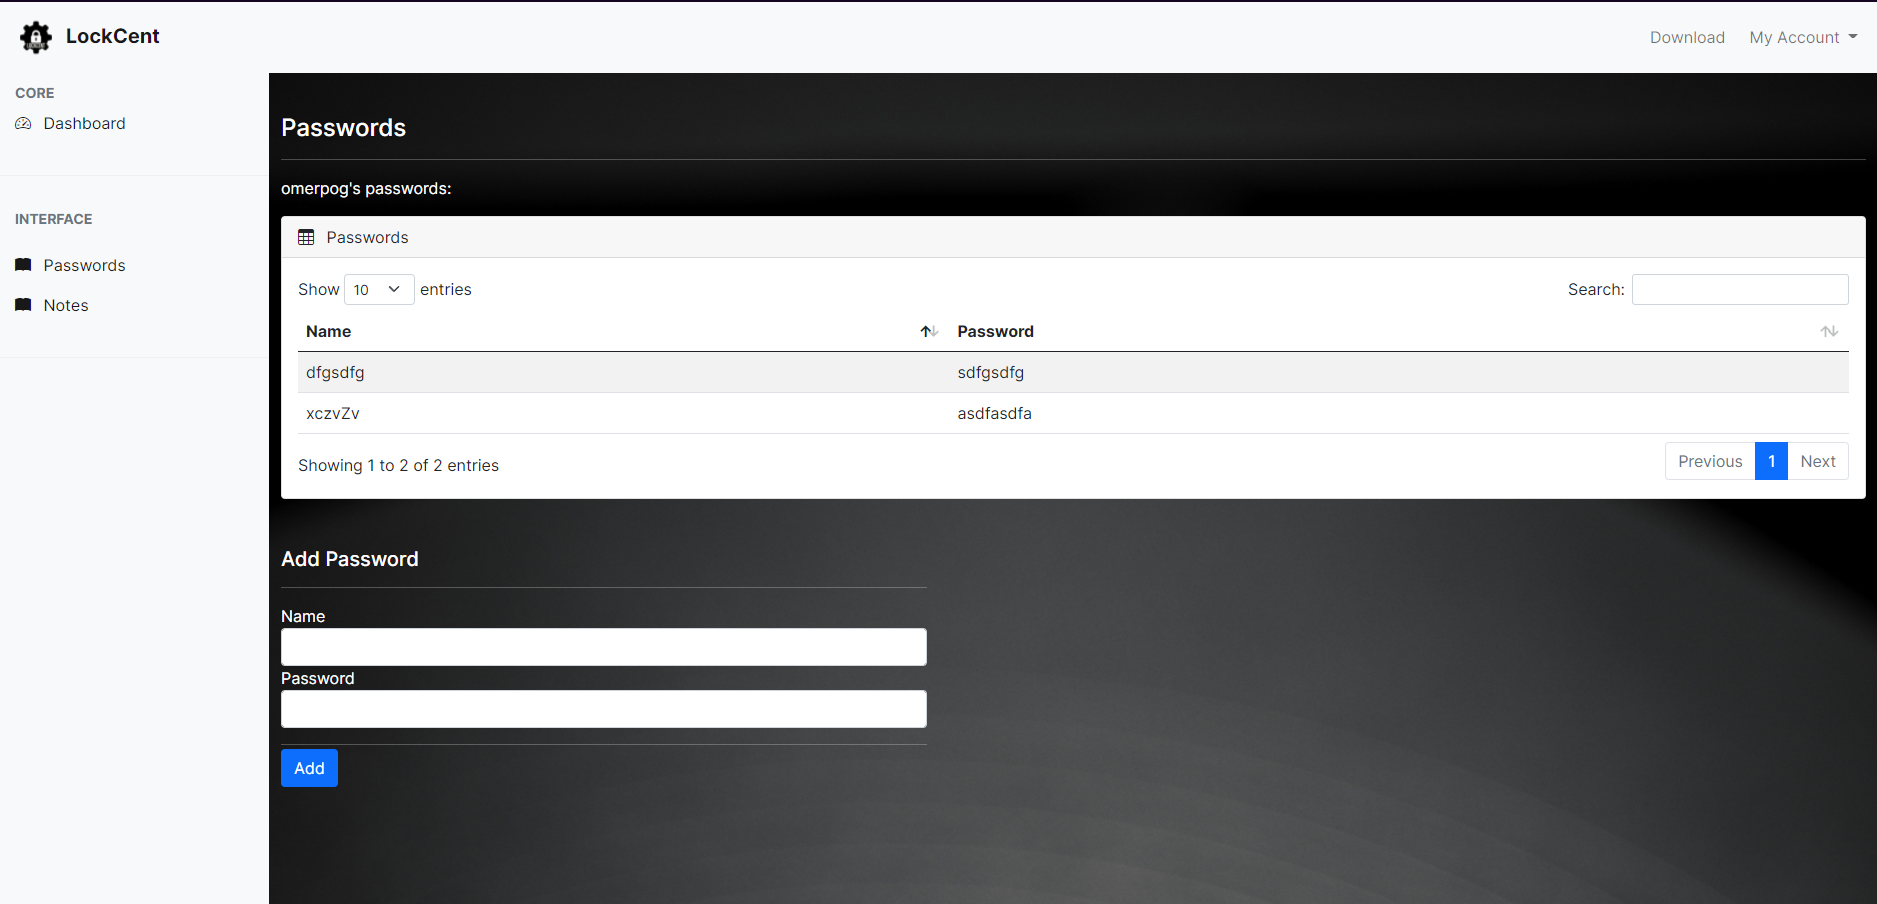 LockCent
Download My Account
CORE
Dashboard
INTERFACE
Passwords
Notes
Passwords
omerpog's passwords:
Passwords
Show 10 entries Search:
Name Password
dfgsdfg sdfgsdfg
xczvZv asdfasdfa
Showing 1 to 2 of 2 entries Previous 1 Next
Add Password
Name
Password
Add